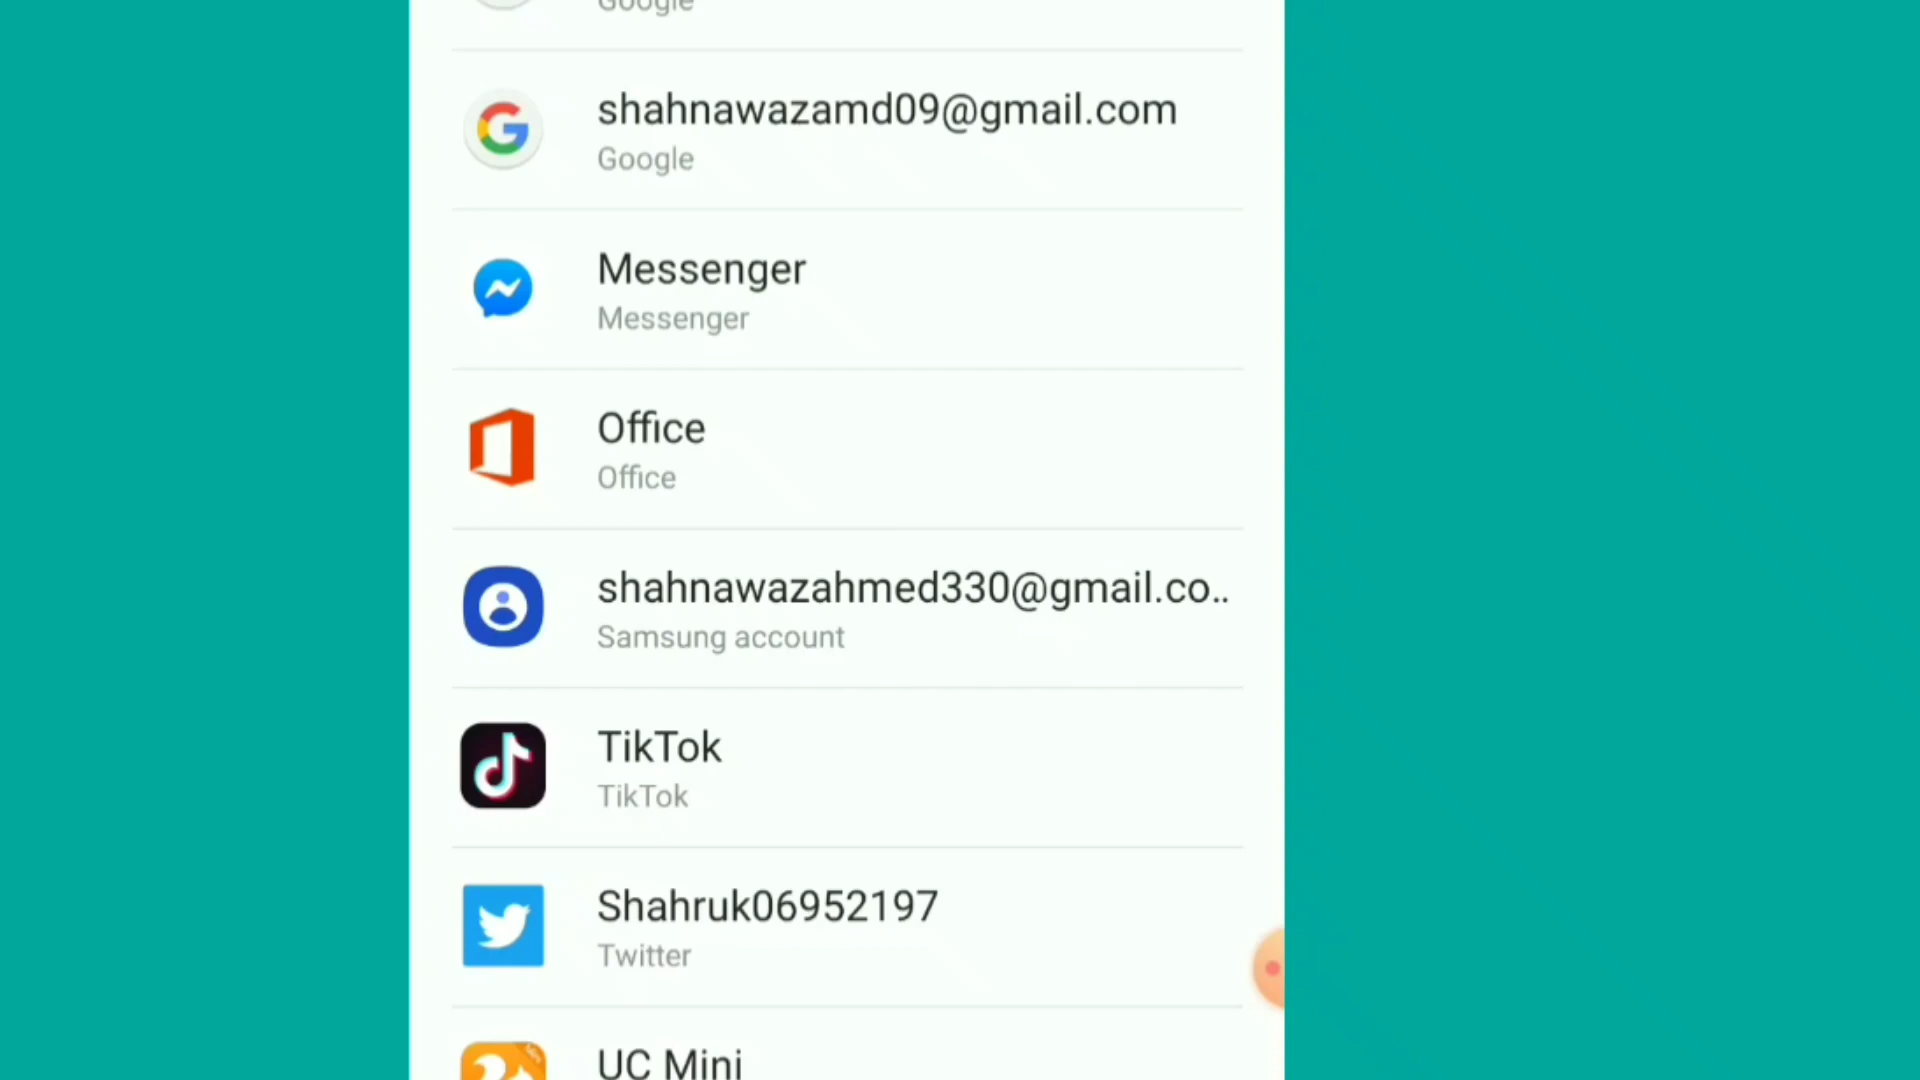 Google
shahnawazamd09@gmail.com
Google
Messenger
Messenger
Office
Office
shahnawazahmed330@gmail.co..
Samsung account
TikTok
TikTok
Shahruk06952197
Twitter
UC Mini